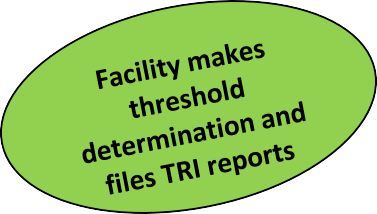 Facility makes
threshold
determination and
files TRI reports